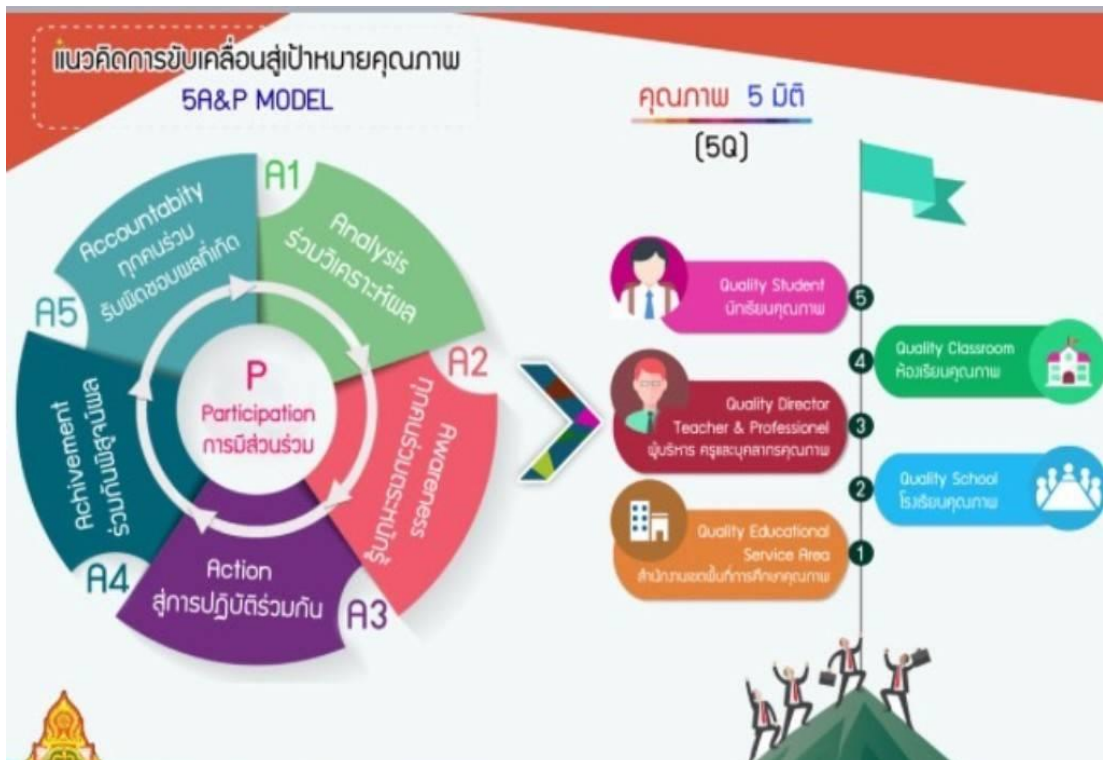 แนวคิดการขับเคลื่อนสู่เป้าหมายคุณภาพ
5A&P MODEL
A1
Analysis
ร่วมวิเคราะห์ผล
A2
Awareness
ทุกคนร่วมตระหนักรู้
A3
Action
สู่การปฏิบัติร่วมกัน
A4
Achivement
ร่วมกันพิสูจน์ผล
A5
Accountabity
ทุกคนร่วม
รับผิดชอบผลที่เกิด
P
Participation
การมีส่วนร่วม
คุณภาพ 5 มิติ
(5Q)
Quality Student
นักเรียนคุณภาพ
5
4
Quality Classroom
ห้องเรียนคุณภาพ
Quality Director
Teacher & Professionel
ผู้บริหาร ครูและบุคลากรคุณภาพ
3
2
Quality School
โรงเรียนคุณภาพ
Quality Educational
Service Area
สำนักงานเขตพื้นที่การศึกษาคุณภาพ
1